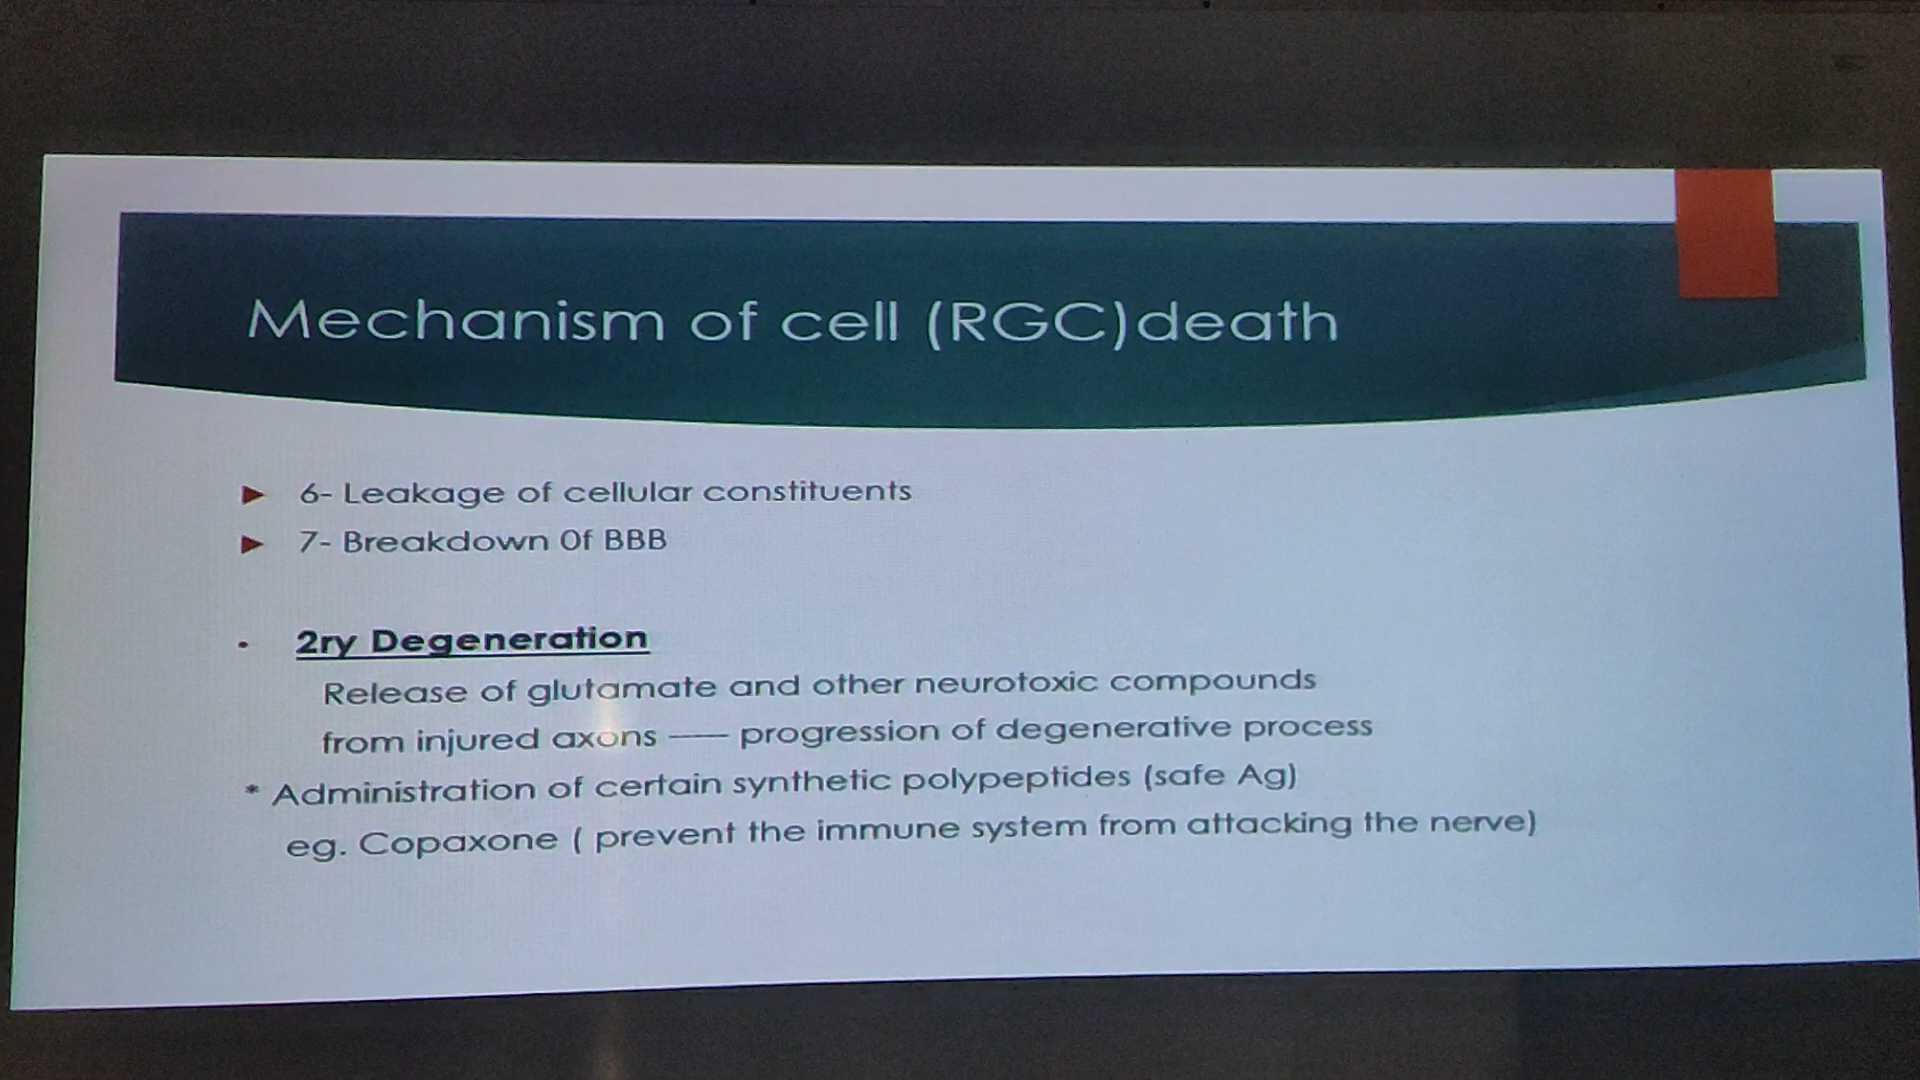 Mechanism of cell (RGC)death
6- Leakage of cellular constituents
7- Breakdown 0f BBB
2ry Degeneration
Release of glutamate and other neurotoxic compounds
from injured axons —— progression of degenerative process
* Administration of certain synthetic polypeptides (safe Ag)
eg. Copaxone ( prevent the immune system from attacking the nerve)